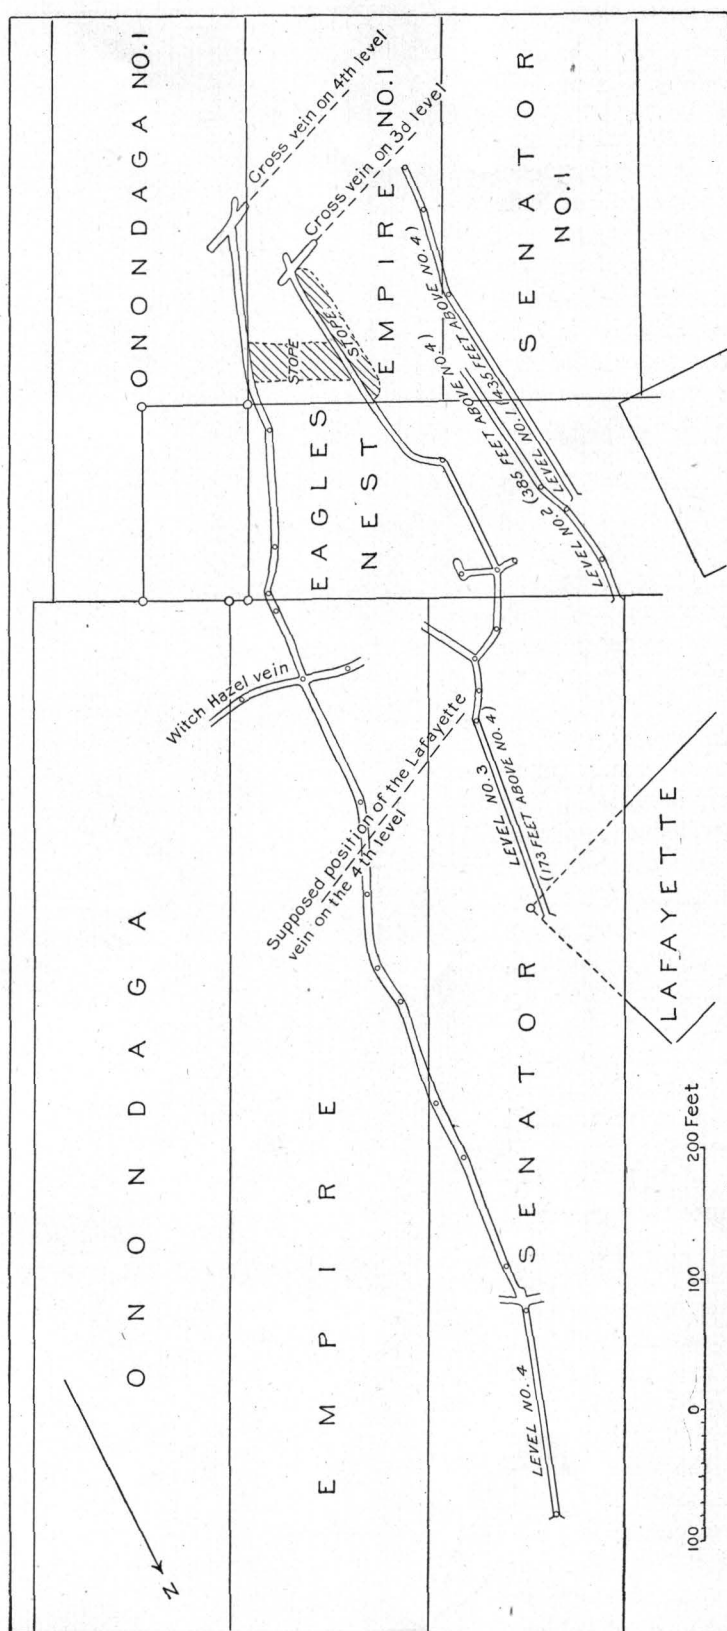 ONONDAGA NO.1
EMPIRE NO.1
SENATOR
NO.1
Cross vein on 4th level
Cross vein on 3d level
STOPE
STOPE
EAGLES
NEST
LEVEL NO.1 (435 FEET ABOVE NO.4)
LEVEL NO.2
(385 FEET ABOVE NO.4)
Witch Hazel vein
Supposed position of the Lafayette
vein on the 4th level
LEVEL NO.3
(173 FEET ABOVE NO.4)
LAFAYETTE
ONONDAGA
EMPIRE
SENATOR
LEVEL NO. 4
N
100 0 100 200 Feet